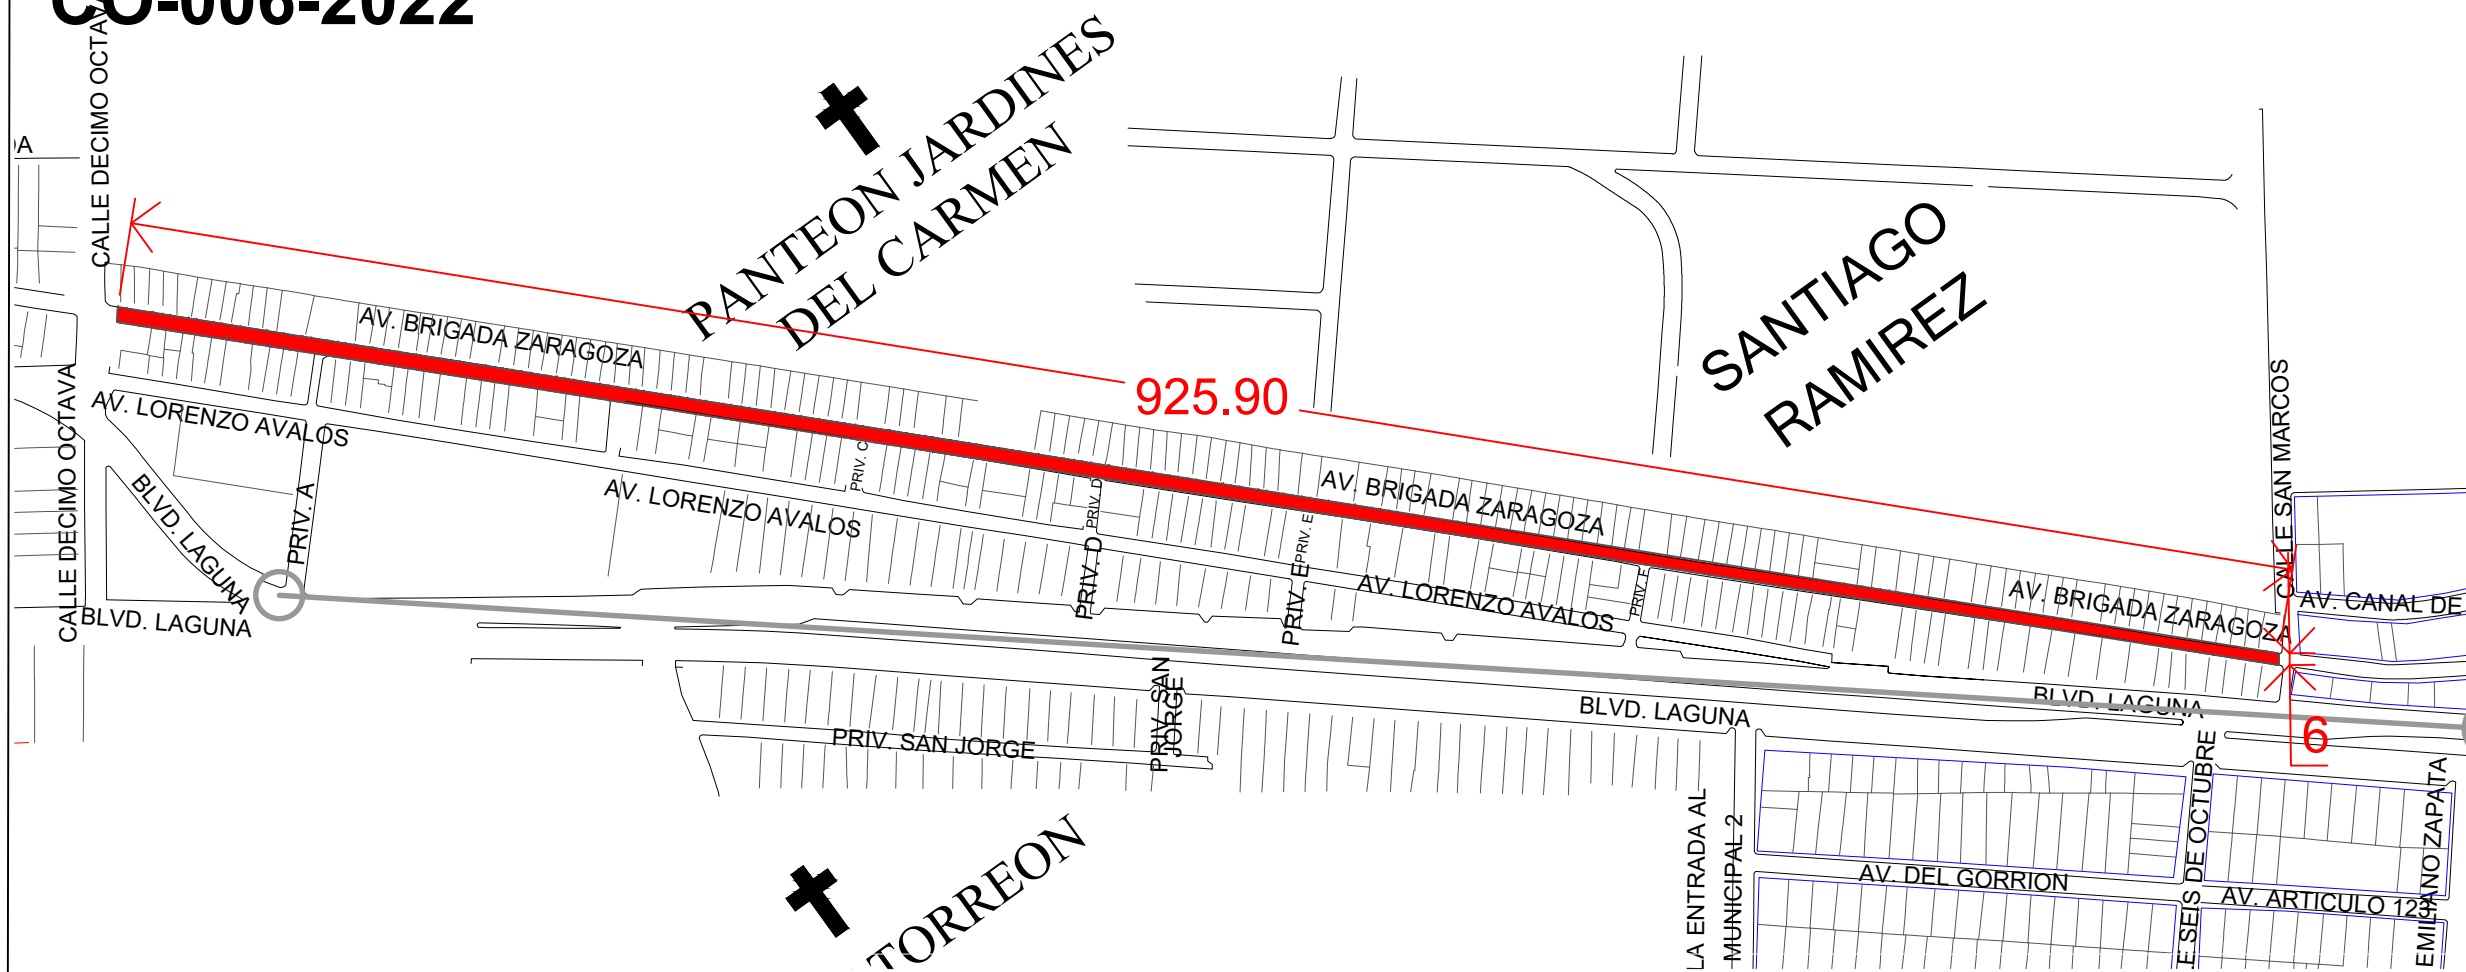 CO-006-2022
CALLE DECIMO OCTAVA
PANTEON JARDINES
DEL CARMEN
SANTIAGO
RAMIREZ
AV. BRIGADA ZARAGOZA
925.90
CALLE SAN MARCOS
CALLE DECIMO OCTAVA
AV. LORENZO AVALOS
BLVD. LAGUNA
PRIV. A
PRIV. C
PRIV. D
AV. LORENZO AVALOS
AV. BRIGADA ZARAGOZA
PRIV. E
PRIV. D
PRIV. E
PRIV. F
AV. LORENZO AVALOS
AV. BRIGADA ZARAGOZA
AV. CANAL DE
BLVD. LAGUNA
PRIV. SAN
JORGE
BLVD. LAGUNA
BLVD. LAGUNA
PRIV. SAN JORGE
6
LA ENTRADA AL
MUNICIPAL 2
SEIS DE OCTUBRE
EMILIANO ZAPATA
AV. DEL GORRION
AV. ARTICULO 123
TORREON